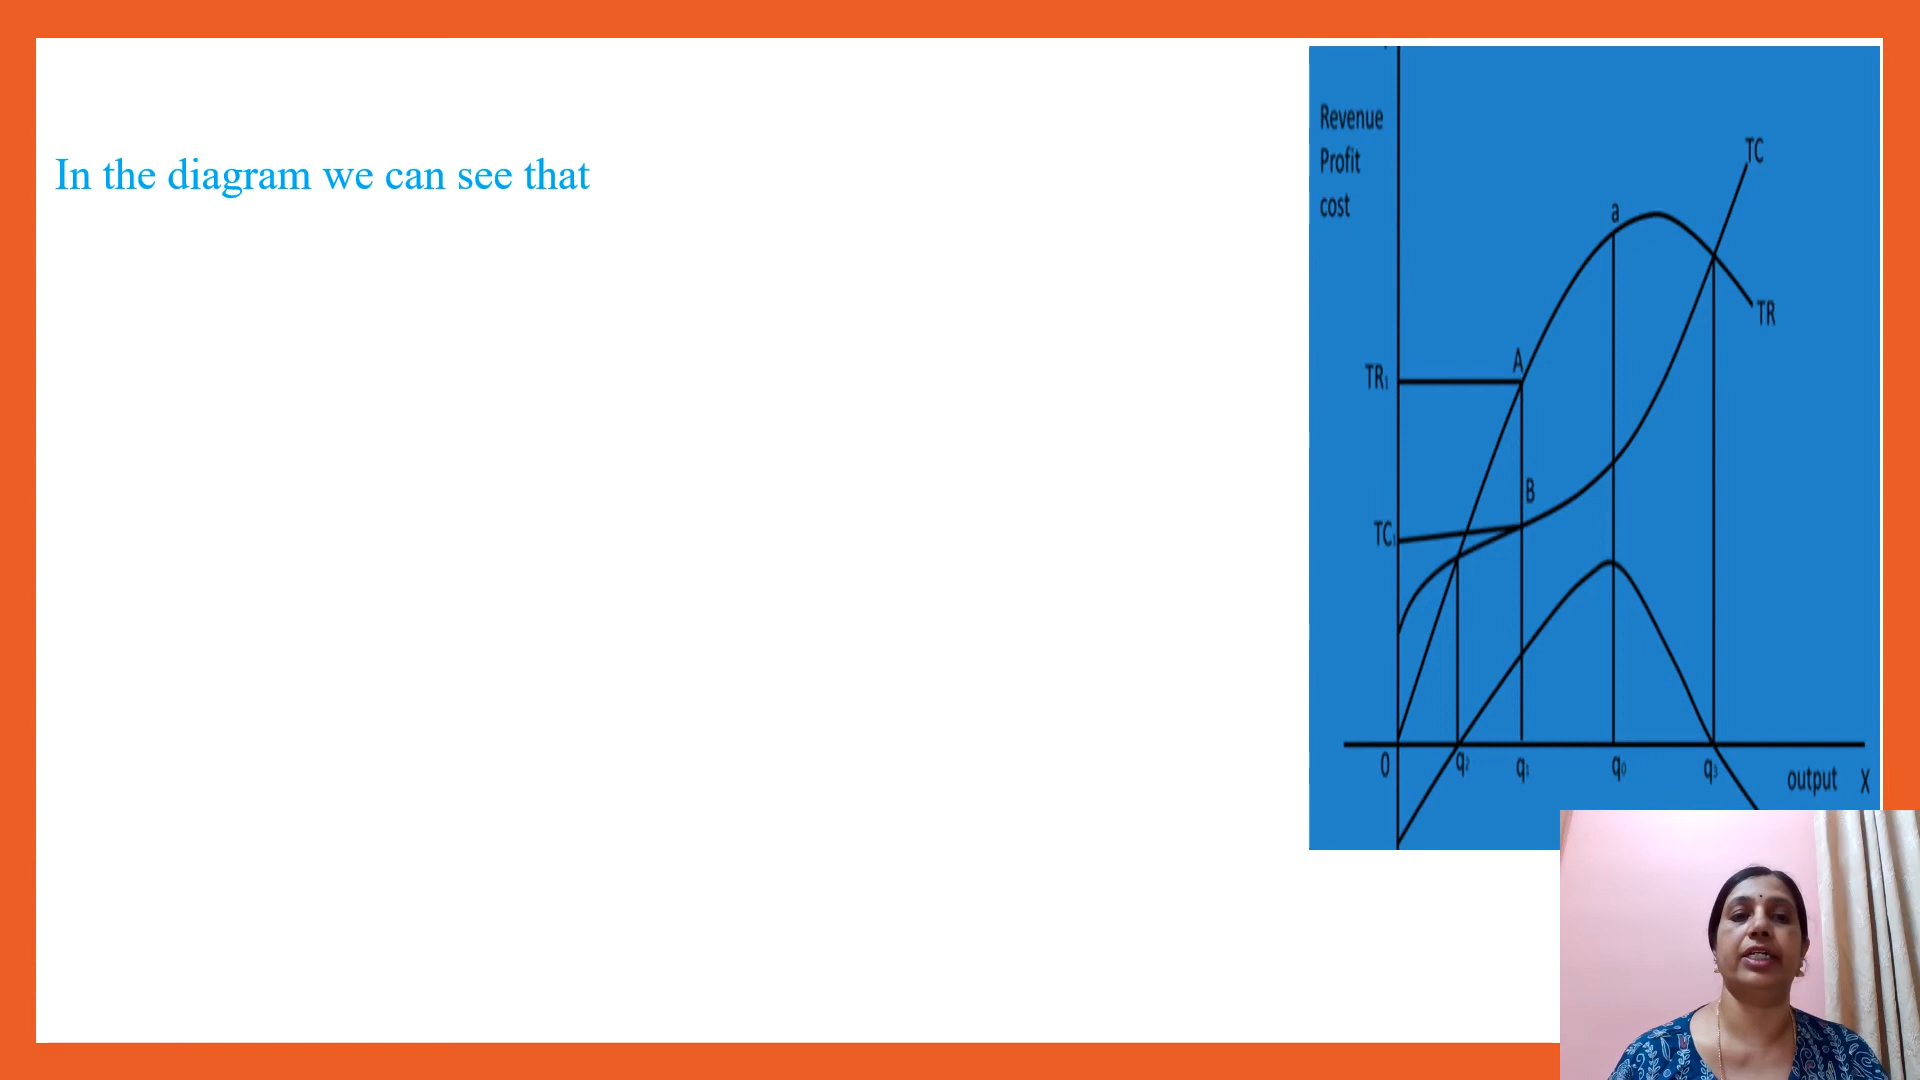 In the diagram we can see that
Revenue
Profit
cost
TC
a
TR
A
TR₁
B
TC₁
0
q₂
q₁
q₀
q₃
output
X